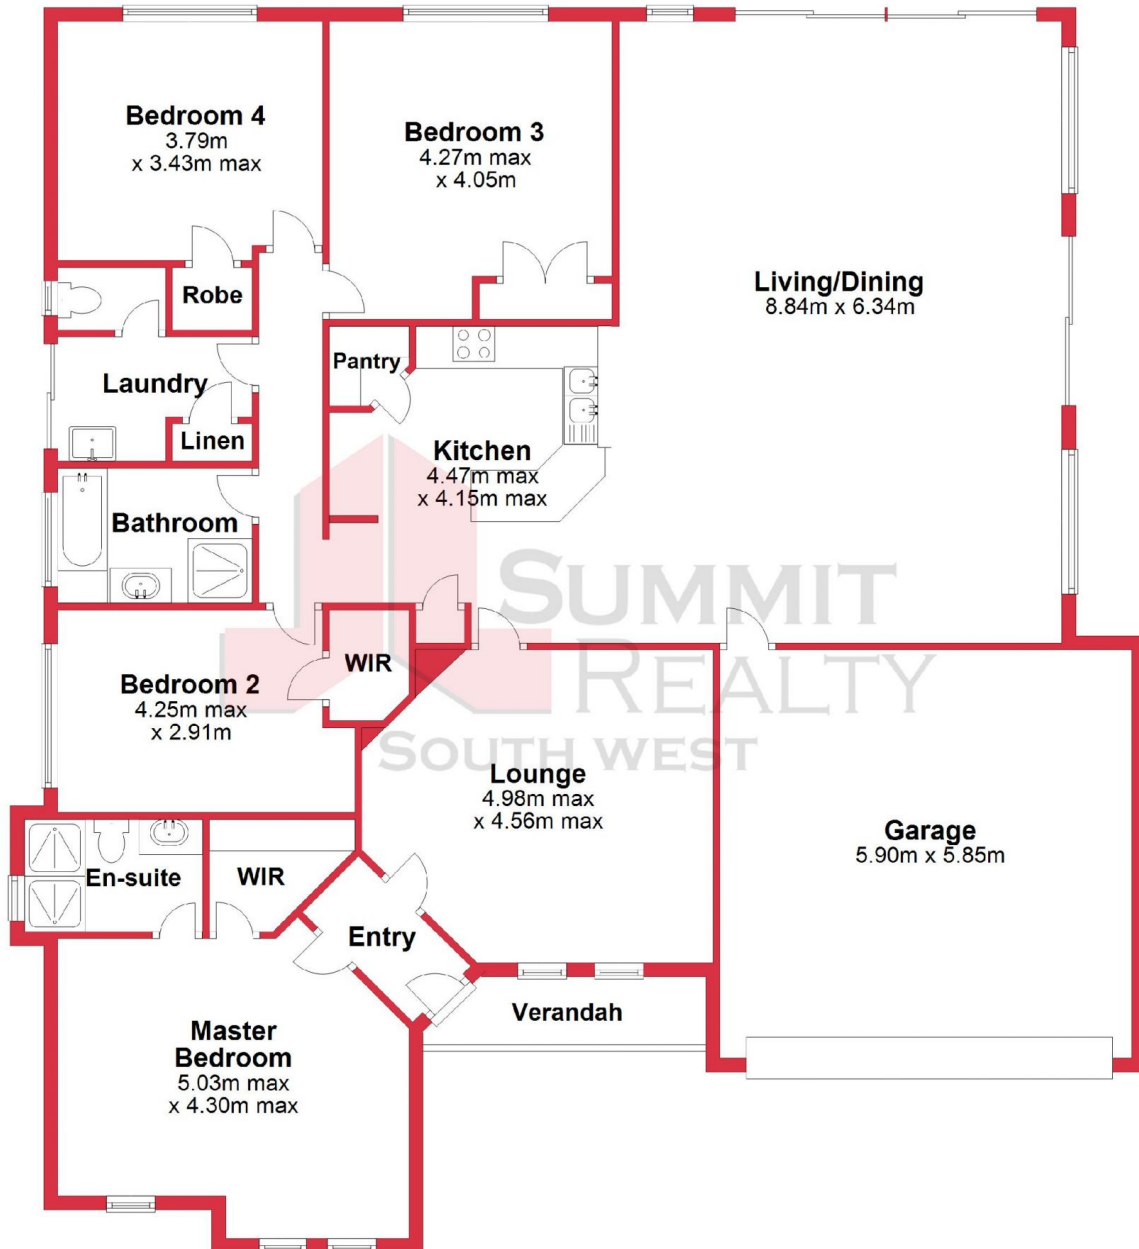 Bedroom 4
3.79m
x 3.43m max
Bedroom 3
4.27m max
x 4.05m
Living/Dining
8.84m x 6.34m
Robe
Pantry
Laundry
Linen
Kitchen
4.47m max
x 4.15m max
Bathroom
SUMMIT
REALTY
SOUTH WEST
WIR
Bedroom 2
4.25m max
x 2.91m
Lounge
4.98m max
x 4.56m max
Garage
5.90m x 5.85m
En-suite
WIR
Entry
Verandah
Master
Bedroom
5.03m max
x 4.30m max